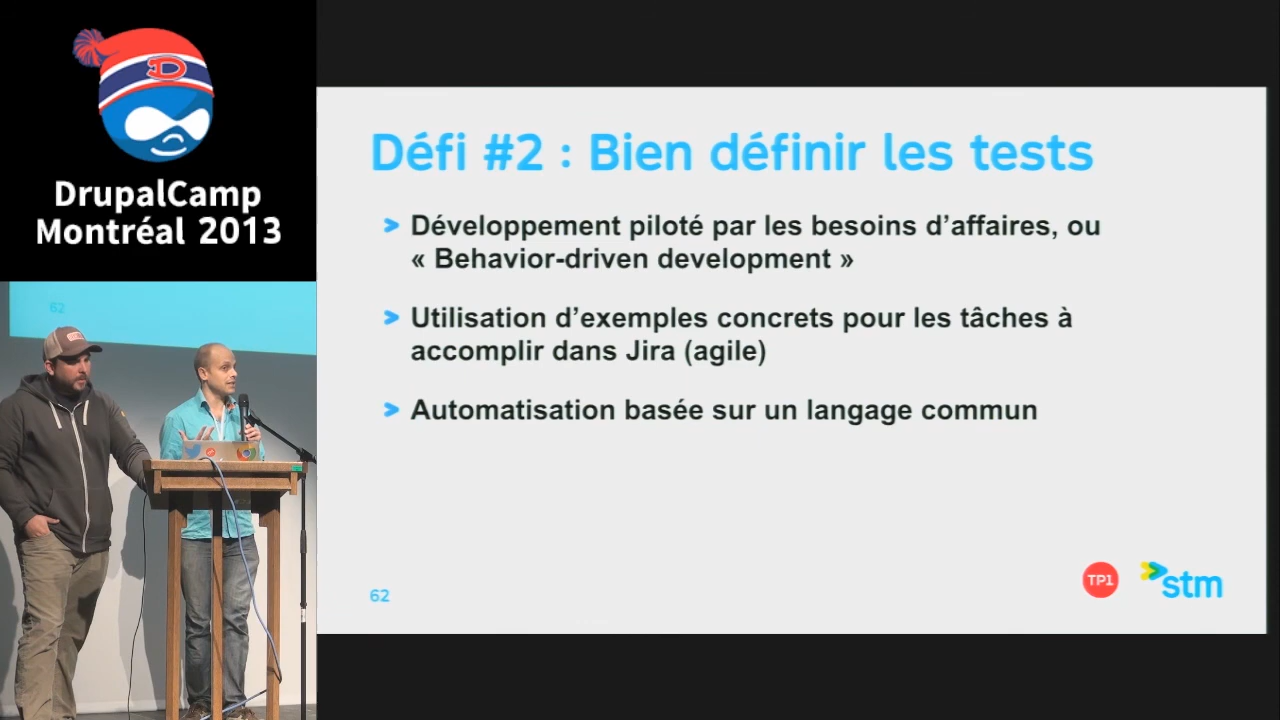 DrupalCamp
Montréal 2013
Défi #2 : Bien définir les tests
Développement piloté par les besoins d’affaires, ou
« Behavior-driven development »
Utilisation d’exemples concrets pour les tâches à
accomplir dans Jira (agile)
Automatisation basée sur un langage commun
62
TP1
stm
62